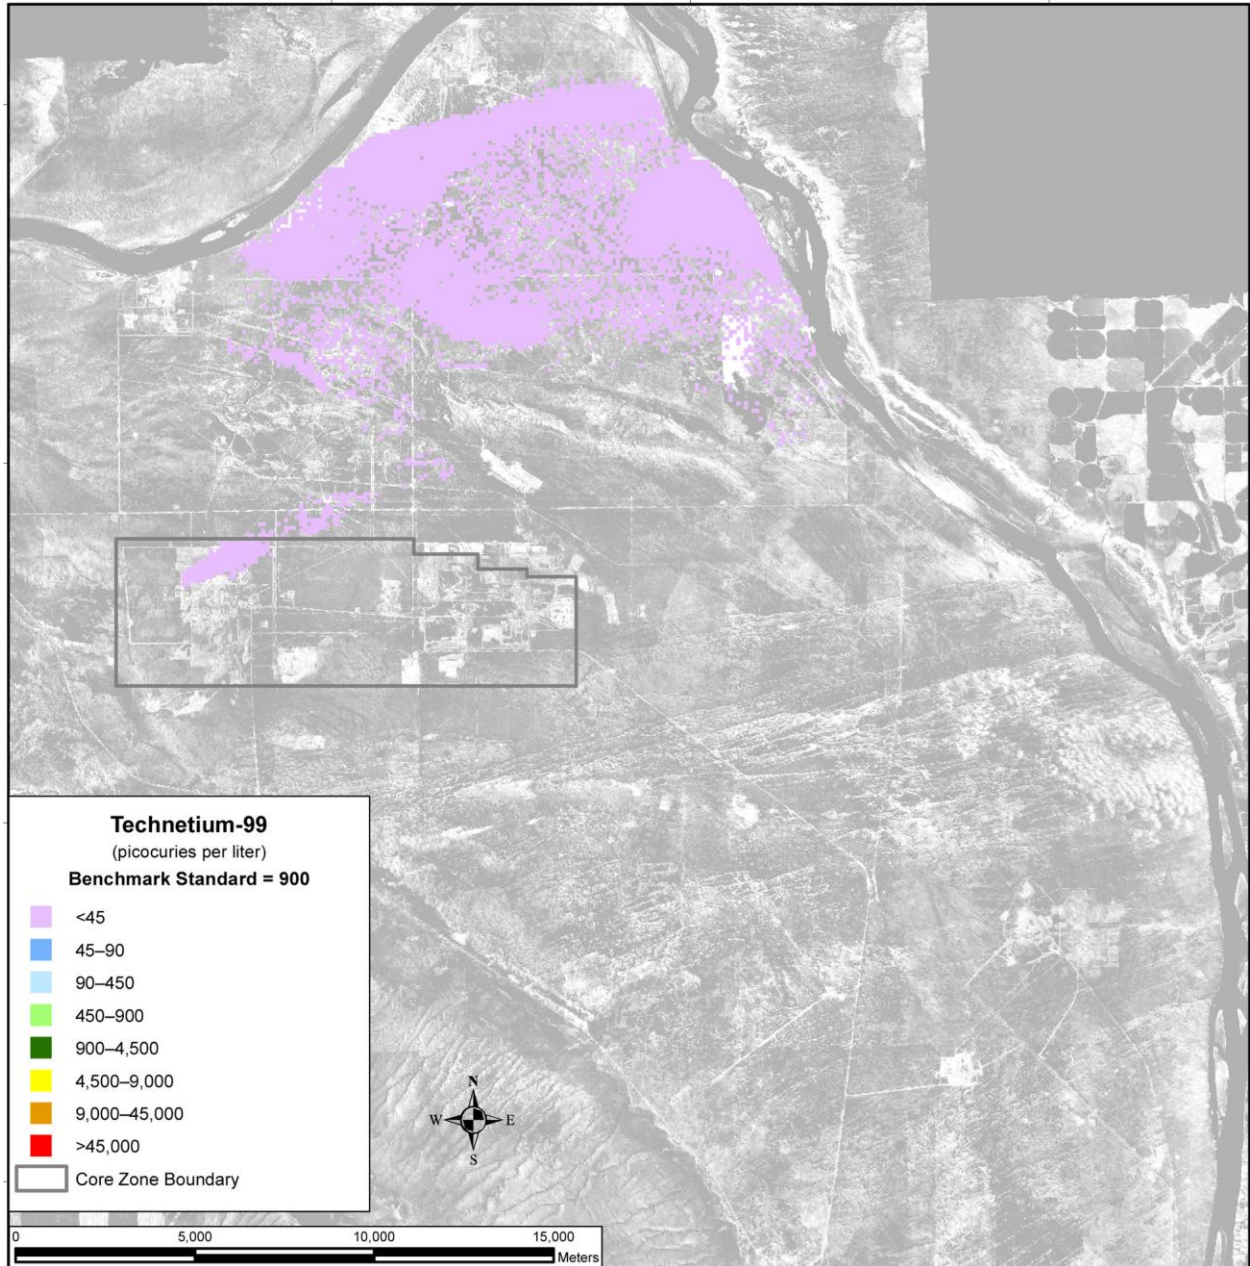 Technetium-99
(picocuries per liter)
Benchmark Standard = 900
<45
45–90
90–450
450–900
900–4,500
4,500–9,000
9,000–45,000
>45,000
Core Zone Boundary
N
W E
S
0 5,000 10,000 15,000
Meters